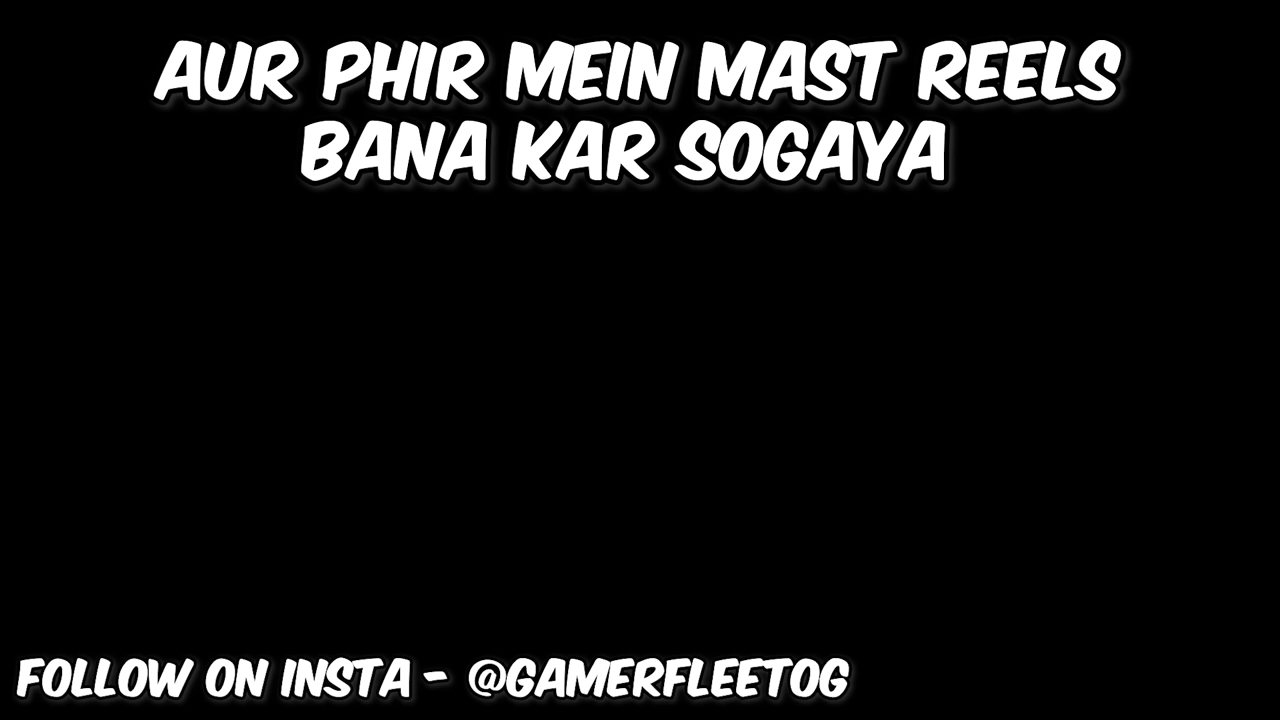 AUR PHIR MEIN MAST REELS
BANA KAR SOGAYA
FOLLOW ON INSTA - @GAMERFLEETOG